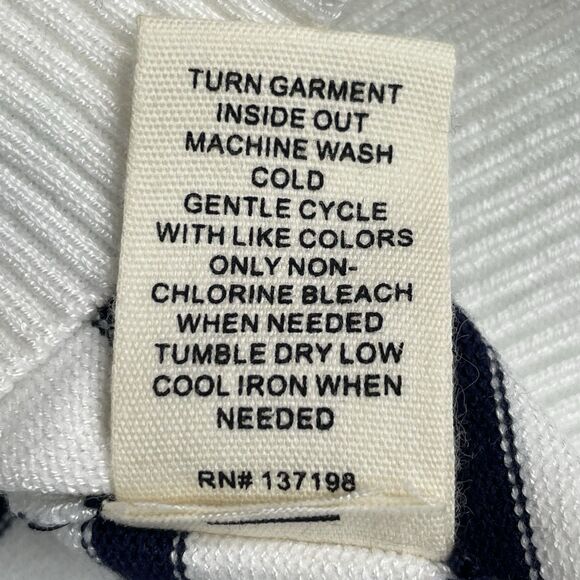 TURN GARMENT
INSIDE OUT
MACHINE WASH
COLD
GENTLE CYCLE
WITH LIKE COLORS
ONLY NON-
CHLORINE BLEACH
WHEN NEEDED
TUMBLE DRY LOW
COOL IRON WHEN
NEEDED
RN# 137198